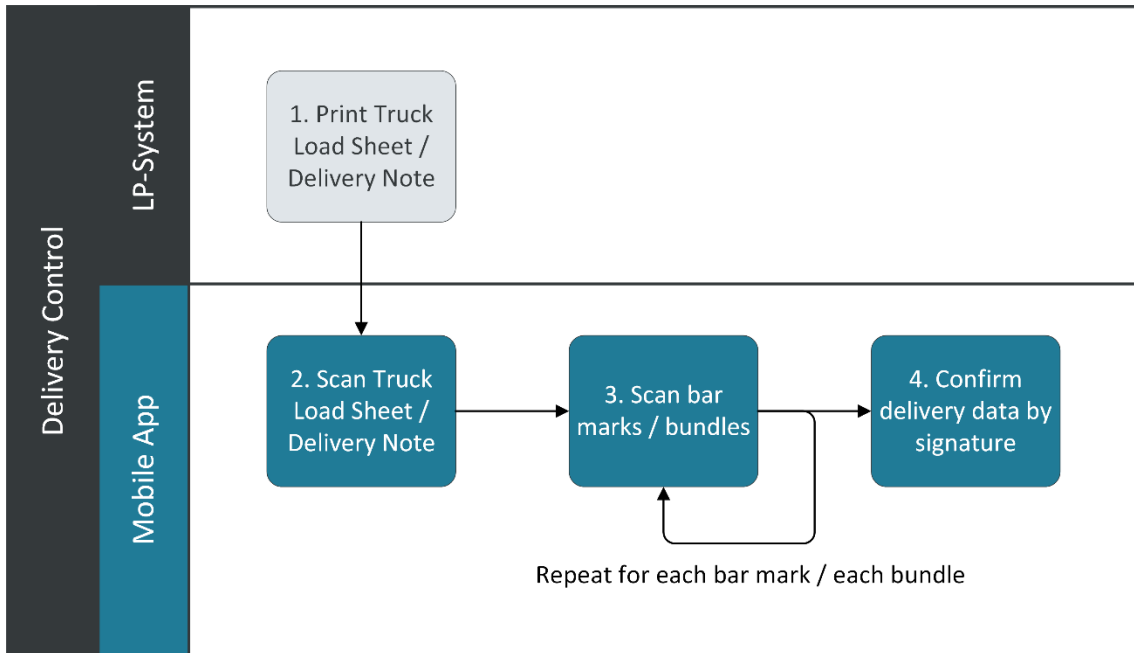 Delivery Control
LP-System
1. Print Truck
Load Sheet /
Delivery Note
Mobile App
2. Scan Truck
Load Sheet /
Delivery Note
3. Scan bar
marks / bundles
4. Confirm
delivery data by
signature
Repeat for each bar mark / each bundle